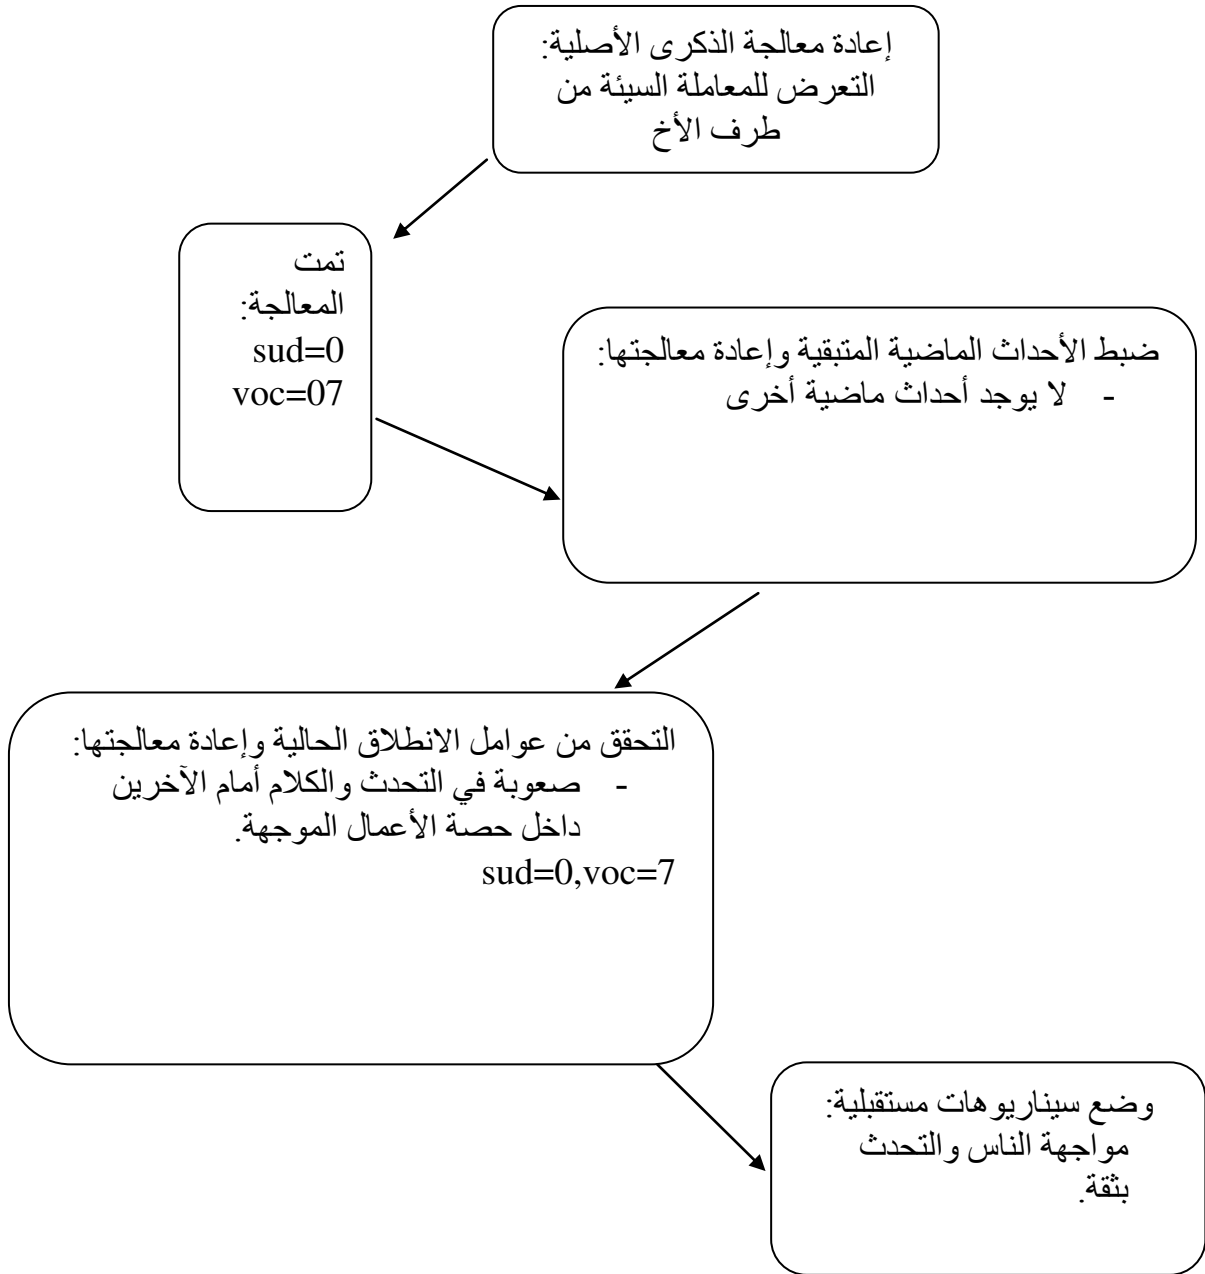 إعادة معالجة الذكرى الأصلية:
التعرض للمعاملة السيئة من
طرف الأخ
تمت
المعالجة:
sud=0
voc=07
ضبط الأحداث الماضية المتبقية وإعادة معالجتها:
- لا يوجد أحداث ماضية أخرى
التحقق من عوامل الانطلاق الحالية وإعادة معالجتها:
- صعوبة في التحدث والكلام أمام الآخرين
داخل حصة الأعمال الموجهة.
sud=0,voc=7
وضع سيناريوهات مستقبلية:
مواجهة الناس والتحدث
بثقة.